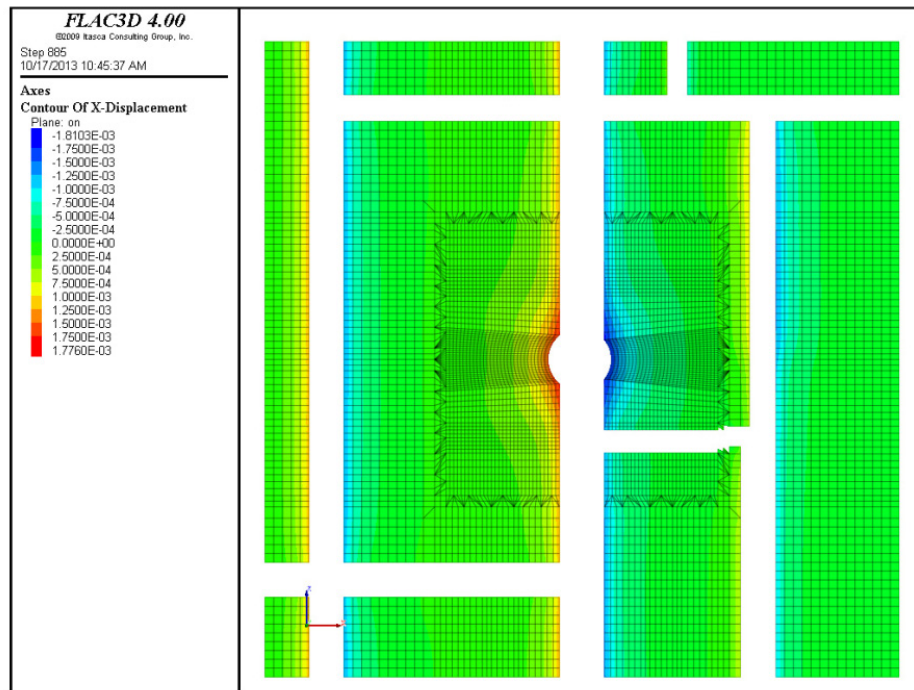 FLAC3D 4.00
©2009 Itasca Consulting Group, Inc.
Step 885
10/17/2013 10:45:37 AM
Axes
Contour Of X-Displacement
Plane: on
-1.8103E-03
-1.7500E-03
-1.5000E-03
-1.0000E-03
-7.5000E-04
-5.0000E-04
-2.5000E-04
0.0000E+00
2.5000E-04
5.0000E-04
7.5000E-04
1.0000E-03
1.2500E-03
1.5000E-03
1.7500E-03
1.7760E-03